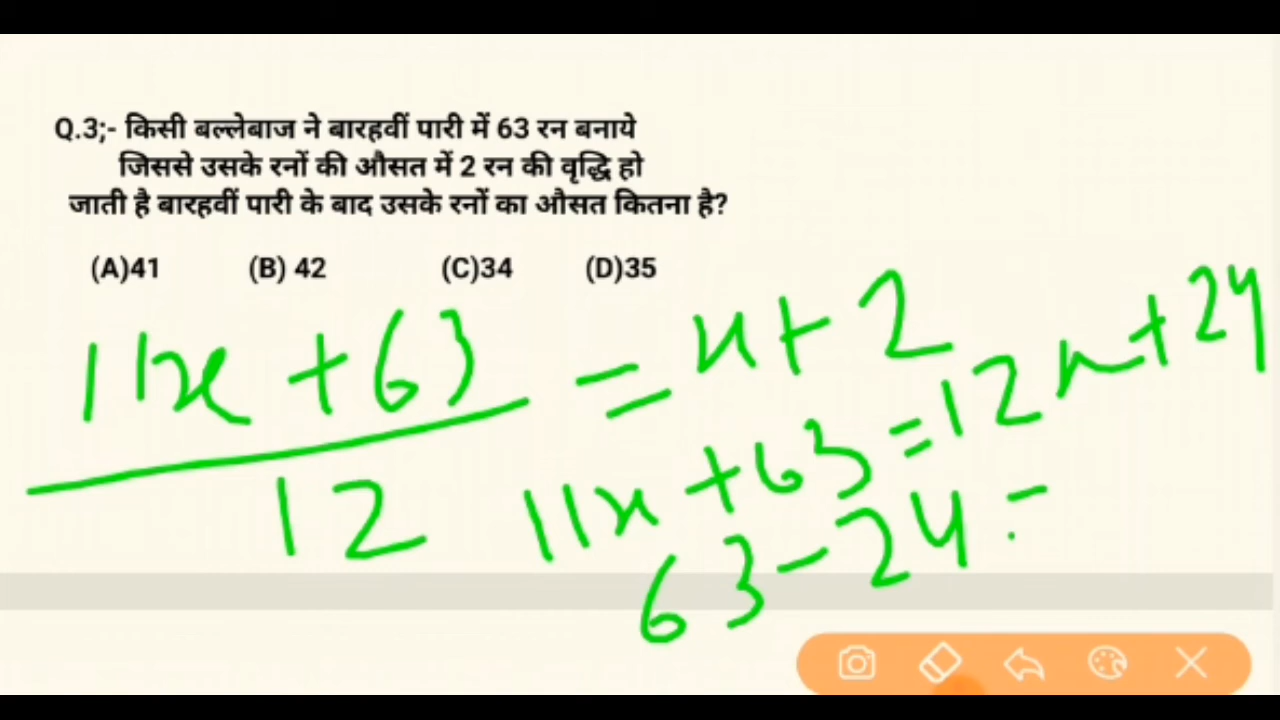 Q.3;- किसी बल्लेबाज ने बारहवीं पारी में 63 रन बनाये
जिससे उसके रनों की औसत में 2 रन की वृद्धि हो
जाती है बारहवीं पारी के बाद उसके रनों का औसत कितना है?
(A)41 (B) 42 (C)34 (D)35
11x + 63 = x + 2
12
11x + 63 = 12x + 24
63 - 24 =